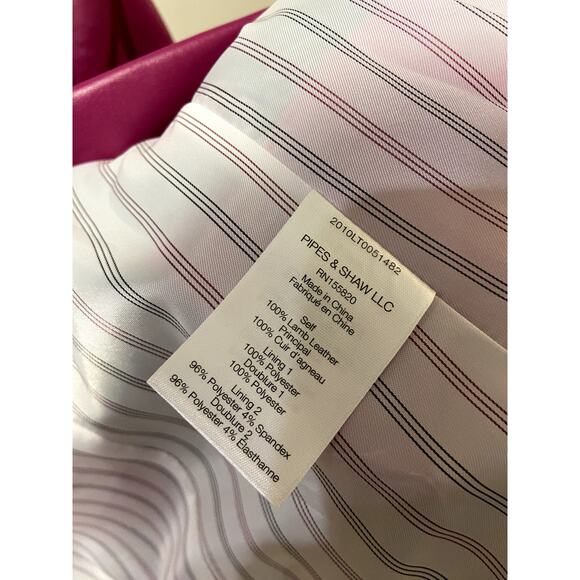 2010LT0051482
PIPES & SHAW LLC
RN155820
Made in China
Fabriqué en Chine
Self
100% Lamb Leather
Principal
100% Cuir d'agneau
Lining 1
100% Polyester
Doublure 1
100% Polyester
Lining 2
96% Polyester 4% Spandex
Doublure 2
96% Polyester 4% Élasthanne